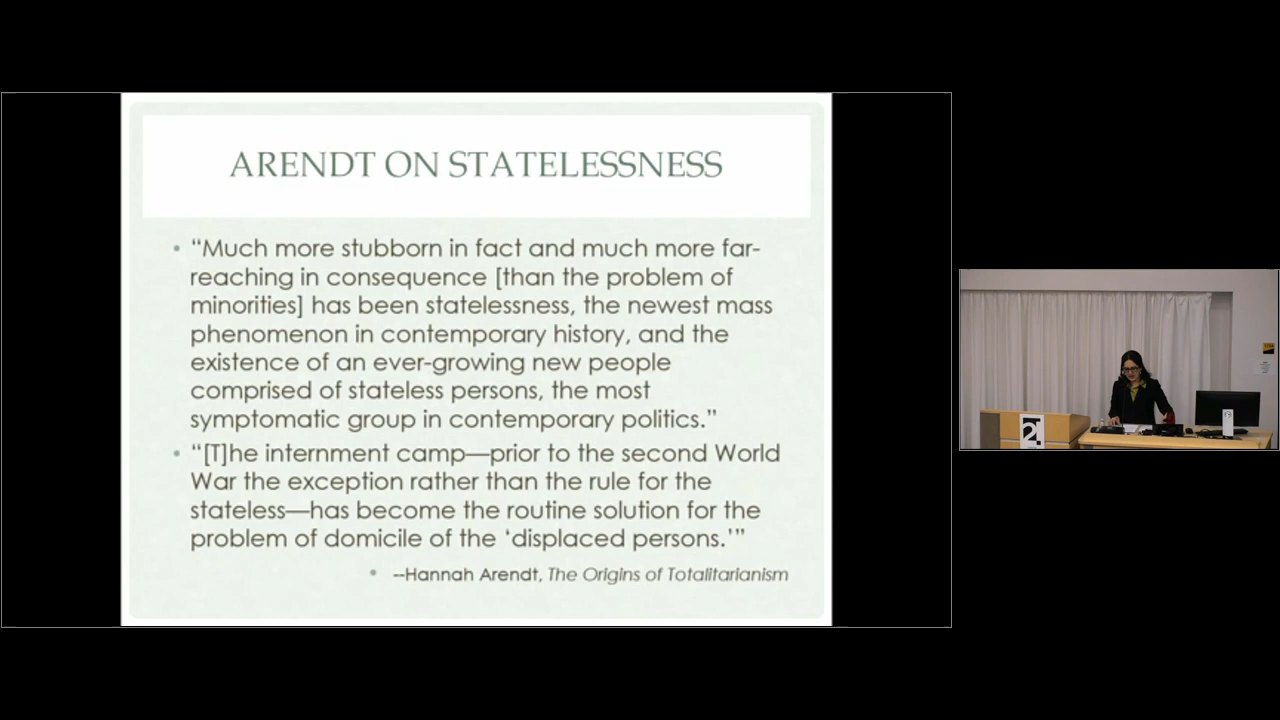 ARENDT ON STATELESSNESS
• “Much more stubborn in fact and much more far-
reaching in consequence [than the problem of
minorities] has been statelessness, the newest mass
phenomenon in contemporary history, and the
existence of an ever-growing new people
comprised of stateless persons, the most
symptomatic group in contemporary politics.”
• “[T]he internment camp—prior to the second World
War the exception rather than the rule for the
stateless—has become the routine solution for the
problem of domicile of the ‘displaced persons.’”
• --Hannah Arendt, The Origins of Totalitarianism
2